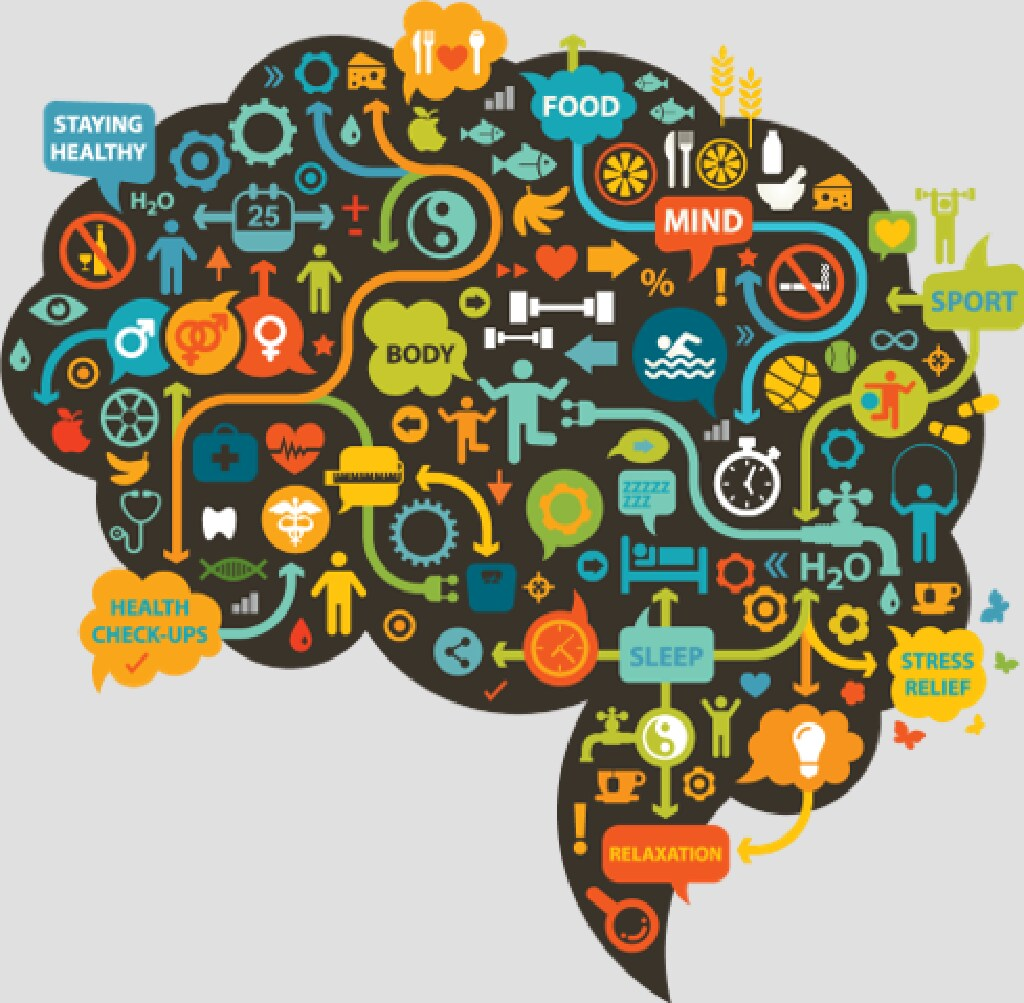 FOOD
STAYING
HEALTHY
H₂O
25
MIND
%
!
SPORT
BODY
ZZZZZ
ZZZ
H₂O
HEALTH
CHECK-UPS
SLEEP
STRESS
RELIEF
!
RELAXATION